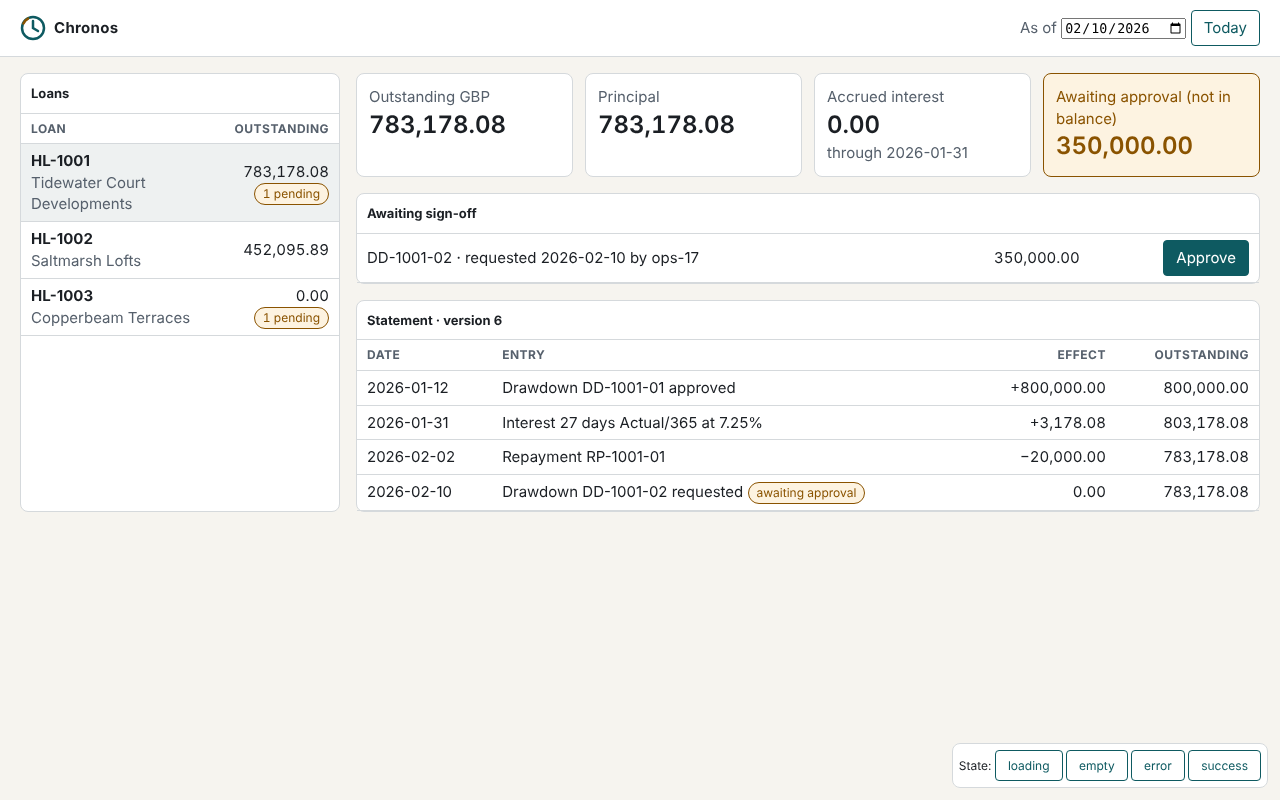 Chronos
As of 02/10/2026 Today
Loans
LOAN OUTSTANDING
HL-1001
Tidewater Court
Developments
783,178.08
1 pending
HL-1002
Saltmarsh Lofts
452,095.89
HL-1003
Copperbeam Terraces
0.00
1 pending
Outstanding GBP
783,178.08
Principal
783,178.08
Accrued interest
0.00
through 2026-01-31
Awaiting approval (not in
balance)
350,000.00
Awaiting sign-off
DD-1001-02 · requested 2026-02-10 by ops-17 350,000.00 Approve
Statement · version 6
DATE ENTRY EFFECT OUTSTANDING
2026-01-12 Drawdown DD-1001-01 approved +800,000.00 800,000.00
2026-01-31 Interest 27 days Actual/365 at 7.25% +3,178.08 803,178.08
2026-02-02 Repayment RP-1001-01 −20,000.00 783,178.08
2026-02-10 Drawdown DD-1001-02 requested awaiting approval 0.00 783,178.08
State: loading empty error success